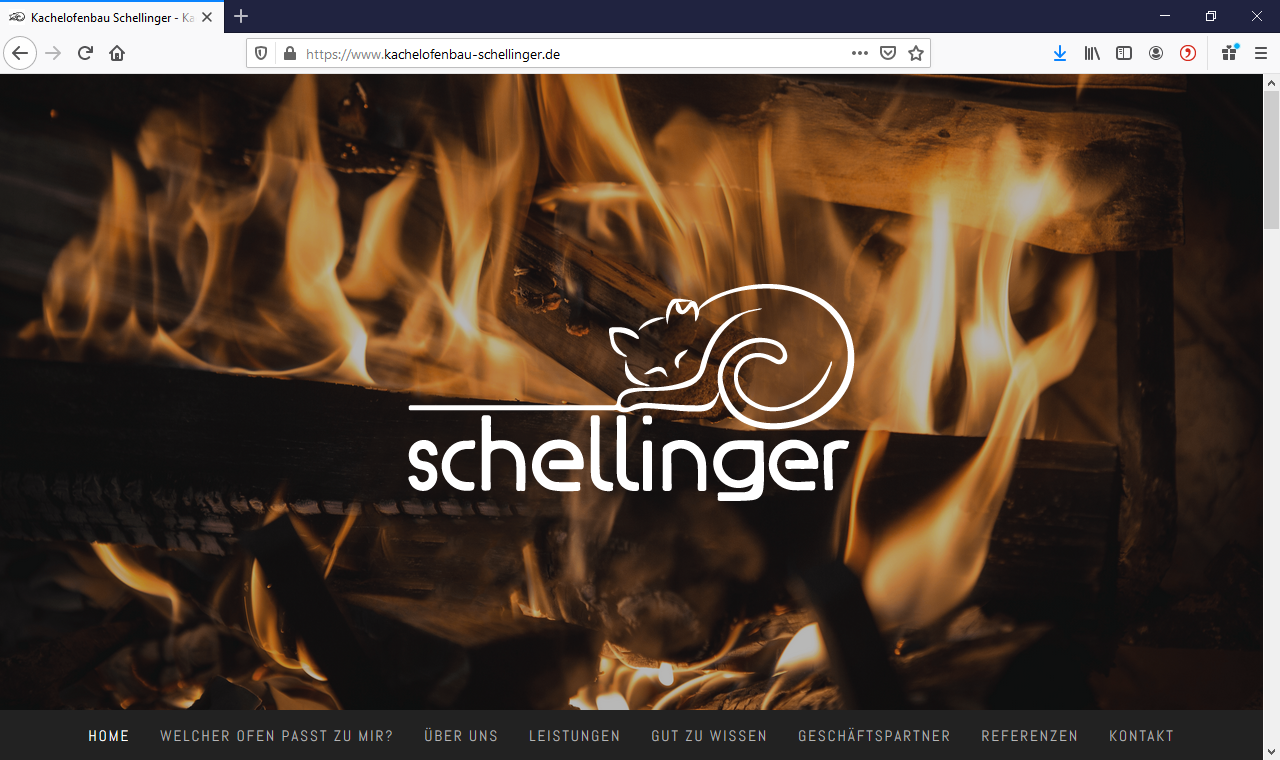 Kachelofenbau Schellinger - Ka
https://www.kachelofenbau-schellinger.de
schellinger
HOME WELCHER OFEN PASST ZU MIR? ÜBER UNS LEISTUNGEN GUT ZU WISSEN GESCHÄFTSPARTNER REFERENZEN KONTAKT